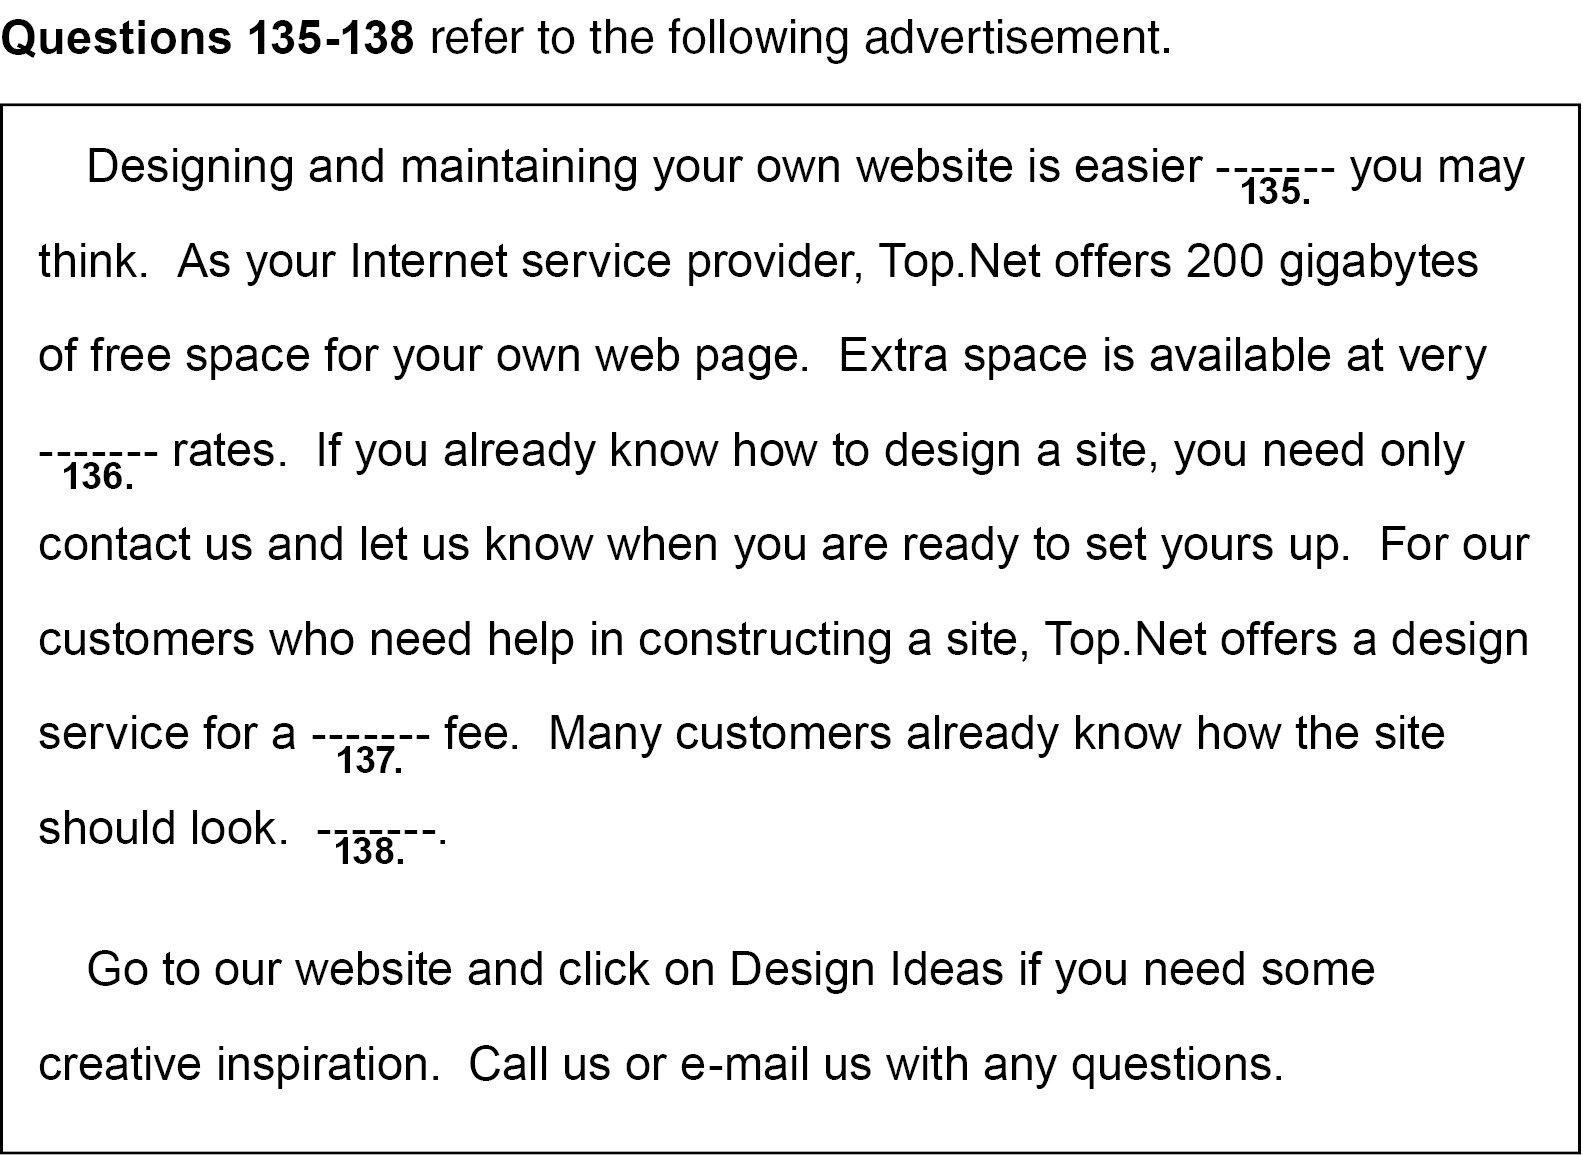 Questions 135-138 refer to the following advertisement.
Designing and maintaining your own website is easier ------- you may
135.
think. As your Internet service provider, Top.Net offers 200 gigabytes
of free space for your own web page. Extra space is available at very
------- rates. If you already know how to design a site, you need only
136.
contact us and let us know when you are ready to set yours up. For our
customers who need help in constructing a site, Top.Net offers a design
service for a ------- fee. Many customers already know how the site
137.
should look. -------.
138.
Go to our website and click on Design Ideas if you need some
creative inspiration. Call us or e-mail us with any questions.